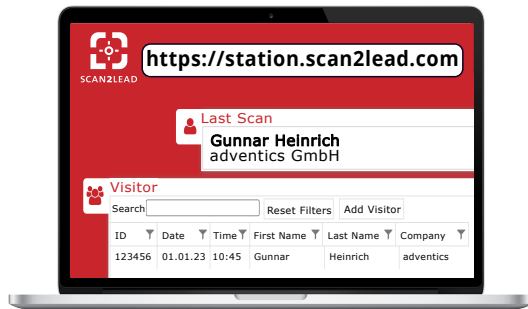 SCAN2LEAD
https://station.scan2lead.com
Last Scan
Gunnar Heinrich
adventics GmbH
Visitor
Search Reset Filters Add Visitor
ID Date Time First Name Last Name Company
123456 01.01.23 10:45 Gunnar Heinrich adventics